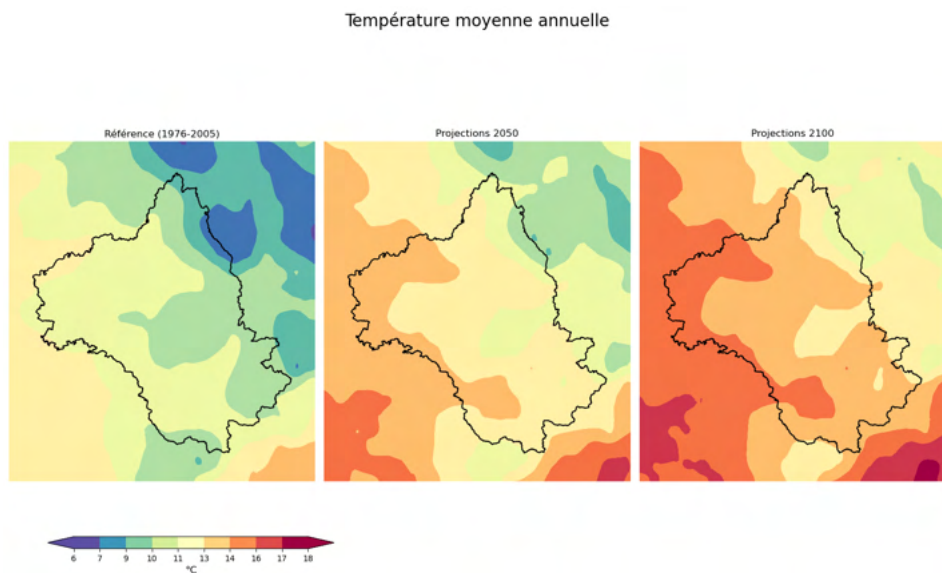 Température moyenne annuelle
Référence (1976-2005)
Projections 2050
Projections 2100
6 7 9 10 11 13 14 16 17 18
°C